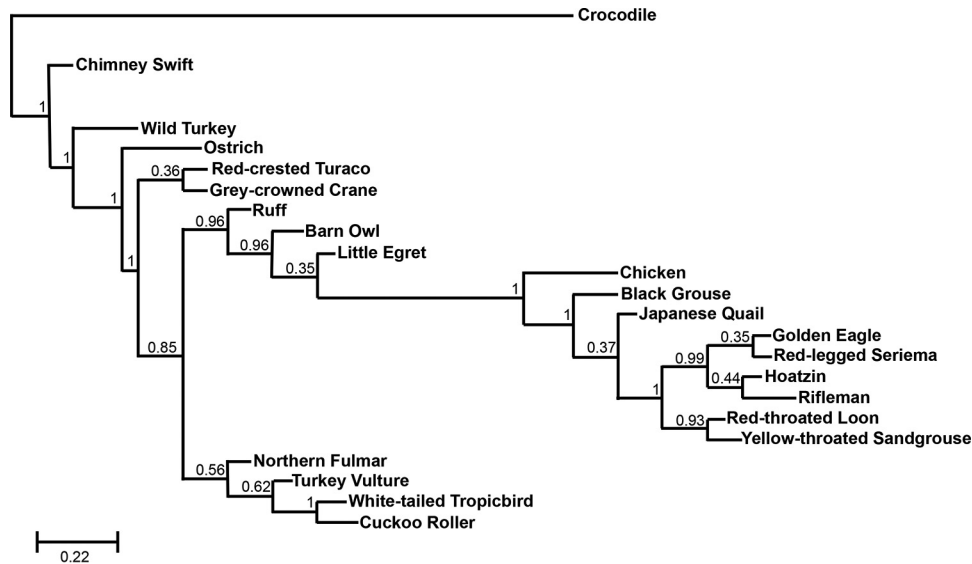 Crocodile
Chimney Swift
1
Wild Turkey
Ostrich
1
Red-crested Turaco
0.36
Grey-crowned Crane
1
Ruff
0.96
Barn Owl
0.96
Little Egret
1
0.35
Chicken
1
Black Grouse
1
Japanese Quail
0.85
0.37
0.35 Golden Eagle
0.99 Red-legged Seriema
0.44 Hoatzin
1
Rifleman
0.93 Red-throated Loon
Yellow-throated Sandgrouse
Northern Fulmar
0.56
Turkey Vulture
0.62
1 White-tailed Tropicbird
Cuckoo Roller
0.22